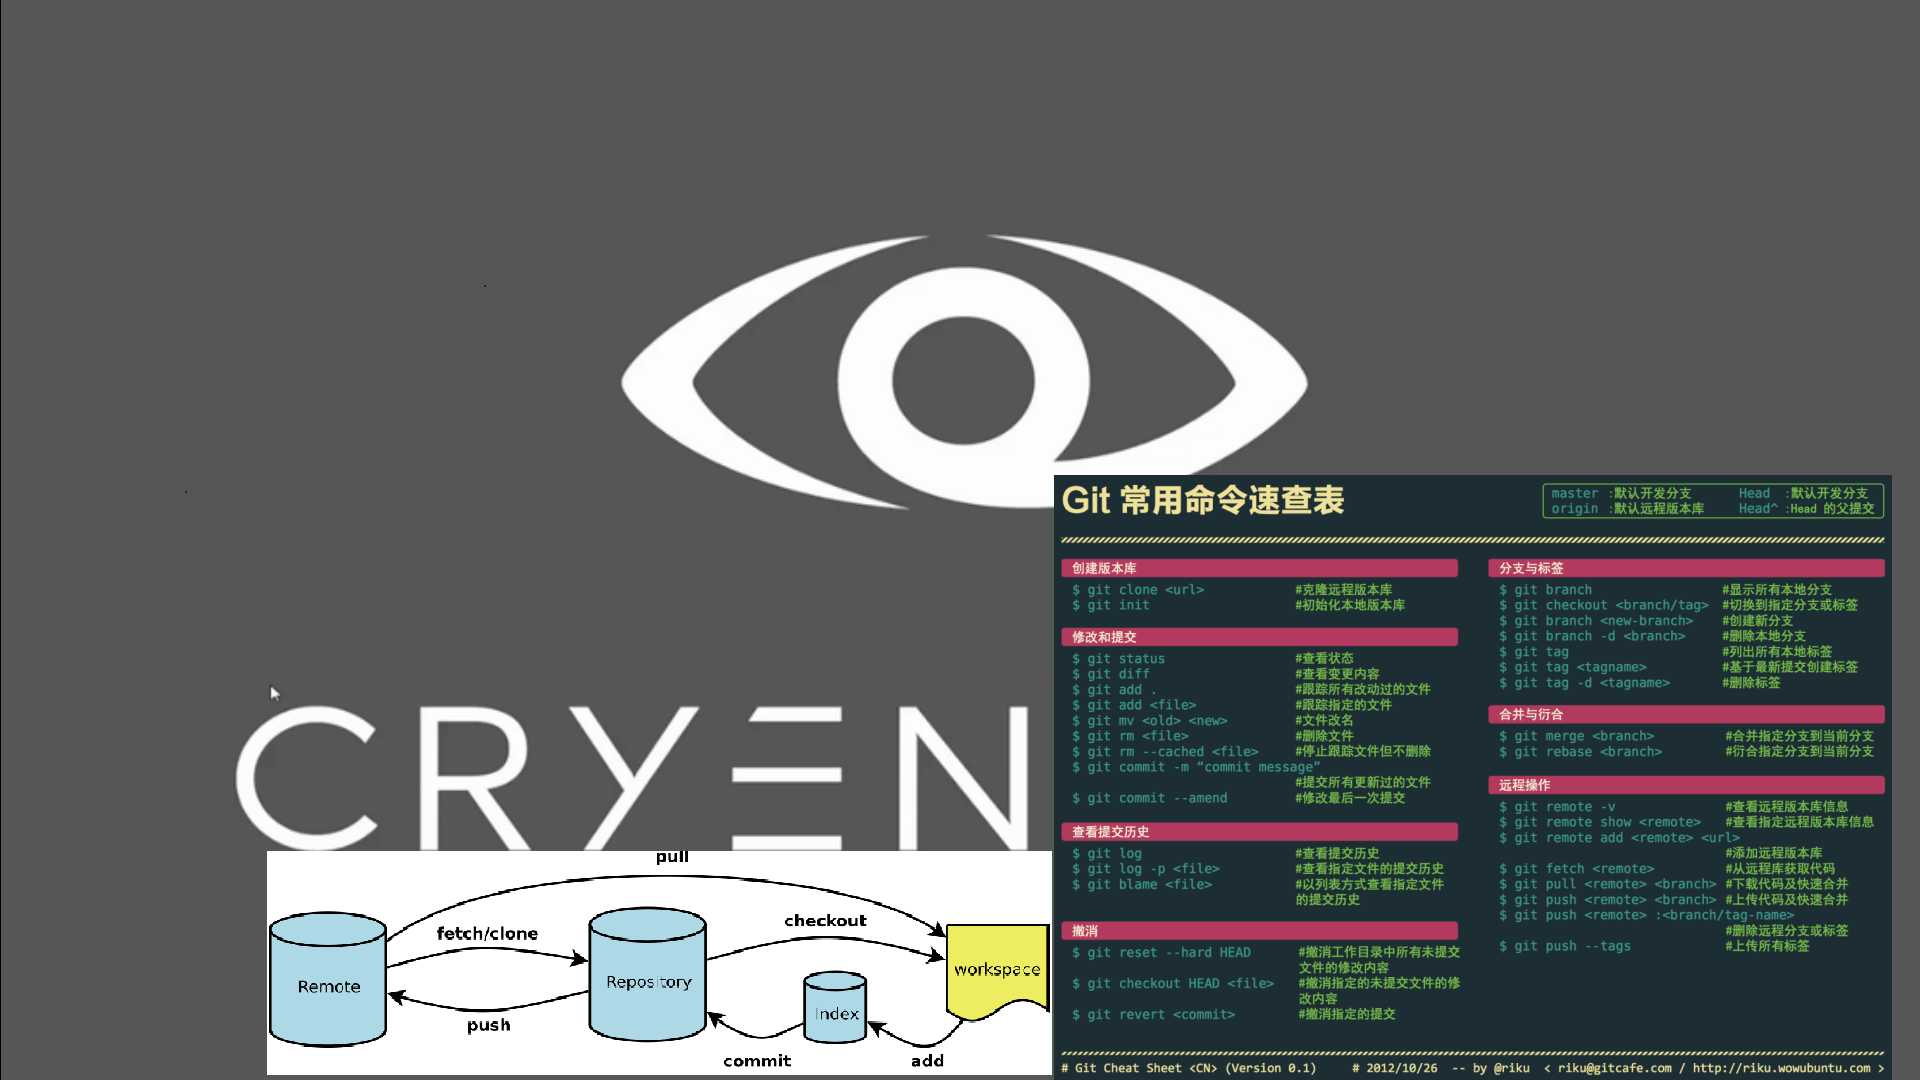 CRYEN
pull
fetch/clone
checkout
Remote
Repository
workspace
Index
push
commit
add
Git 常用命令速查表
master :默认开发分支 Head :默认开发分支
origin :默认远程版本库 Head^ :Head 的父提交
创建版本库
$ git clone <url> #克隆远程版本库
$ git init #初始化本地版本库
修改和提交
$ git status #查看状态
$ git diff #查看变更内容
$ git add . #跟踪所有改动过的文件
$ git add <file> #跟踪指定的文件
$ git mv <old> <new> #文件改名
$ git rm <file> #删除文件
$ git rm --cached <file> #停止跟踪文件但不删除
$ git commit -m “commit message”
#提交所有更新过的文件
$ git commit --amend #修改最后一次提交
查看提交历史
$ git log #查看提交历史
$ git log -p <file> #查看指定文件的提交历史
$ git blame <file> #以列表方式查看指定文件
的提交历史
撤消
$ git reset --hard HEAD #撤消工作目录中所有未提交
文件的修改内容
$ git checkout HEAD <file> #撤消指定的未提交文件的修
改内容
$ git revert <commit> #撤消指定的提交
分支与标签
$ git branch #显示所有本地分支
$ git checkout <branch/tag> #切换到指定分支或标签
$ git branch <new-branch> #创建新分支
$ git branch -d <branch> #删除本地分支
$ git tag #列出所有本地标签
$ git tag <tagname> #基于最新提交创建标签
$ git tag -d <tagname> #删除标签
合并与衍合
$ git merge <branch> #合并指定分支到当前分支
$ git rebase <branch> #衍合指定分支到当前分支
远程操作
$ git remote -v #查看远程版本库信息
$ git remote show <remote> #查看指定远程版本库信息
$ git remote add <remote> <url>
#添加远程版本库
$ git fetch <remote> #从远程库获取代码
$ git pull <remote> <branch> #下载代码及快速合并
$ git push <remote> <branch> #上传代码及快速合并
$ git push <remote> :<branch/tag-name>
#删除远程分支或标签
$ git push --tags #上传所有标签
# Git Cheat Sheet <CN> (Version 0.1) # 2012/10/26 -- by @riku < riku@gitcafe.com / http://riku.wowubuntu.com >